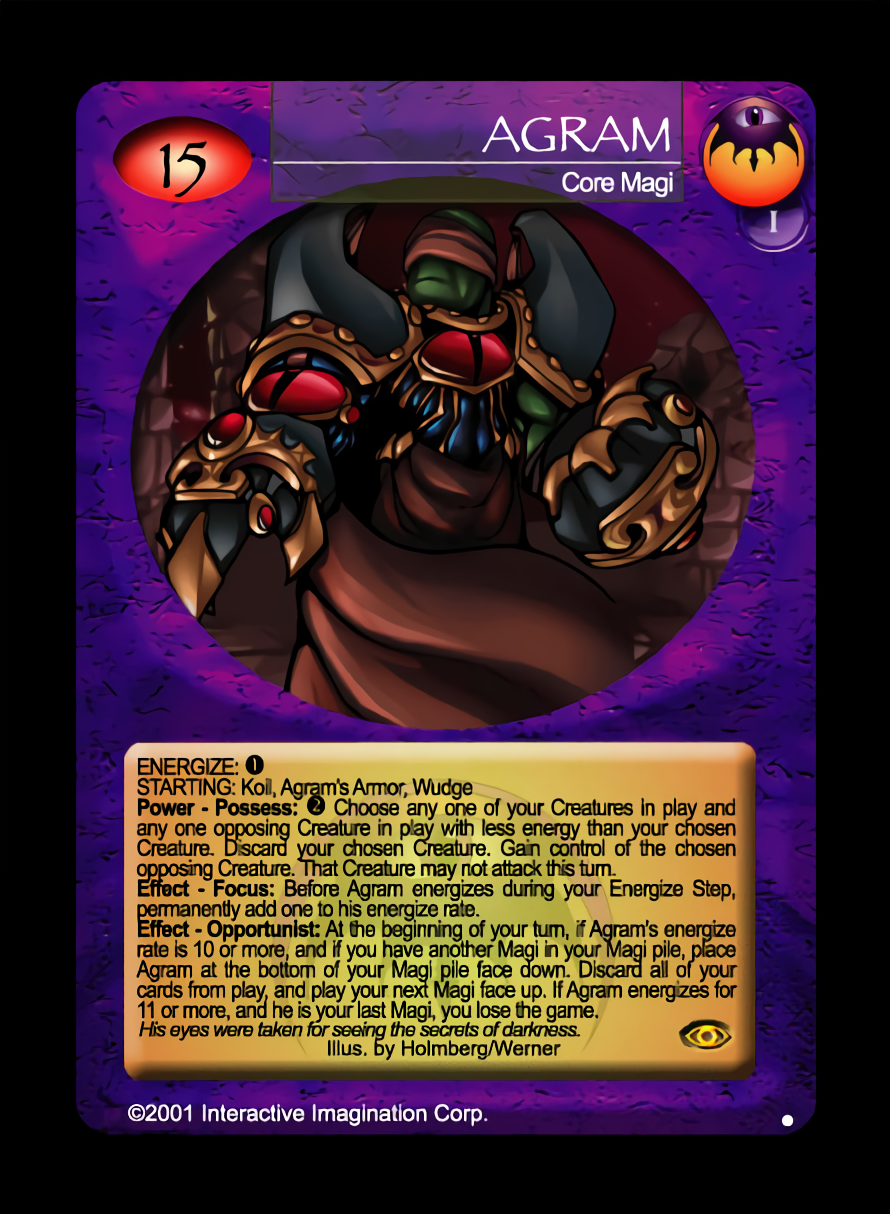 15
AGRAM
Core Magi
I
ENERGIZE: ❶
STARTING: Koil, Agram's Armor, Wudge
Power - Possess: ❷ Choose any one of your Creatures in play and
any one opposing Creature in play with less energy than your chosen
Creature. Discard your chosen Creature. Gain control of the chosen
opposing Creature. That Creature may not attack this turn.
Effect - Focus: Before Agram energizes during your Energize Step,
permanently add one to his energize rate.
Effect - Opportunist: At the beginning of your turn, if Agram's energize
rate is 10 or more, and if you have another Magi in your Magi pile, place
Agram at the bottom of your Magi pile face down. Discard all of your
cards from play, and play your next Magi face up. If Agram energizes for
11 or more, and he is your last Magi, you lose the game.
His eyes were taken for seeing the secrets of darkness.
Illus. by Holmberg/Werner
©2001 Interactive Imagination Corp.